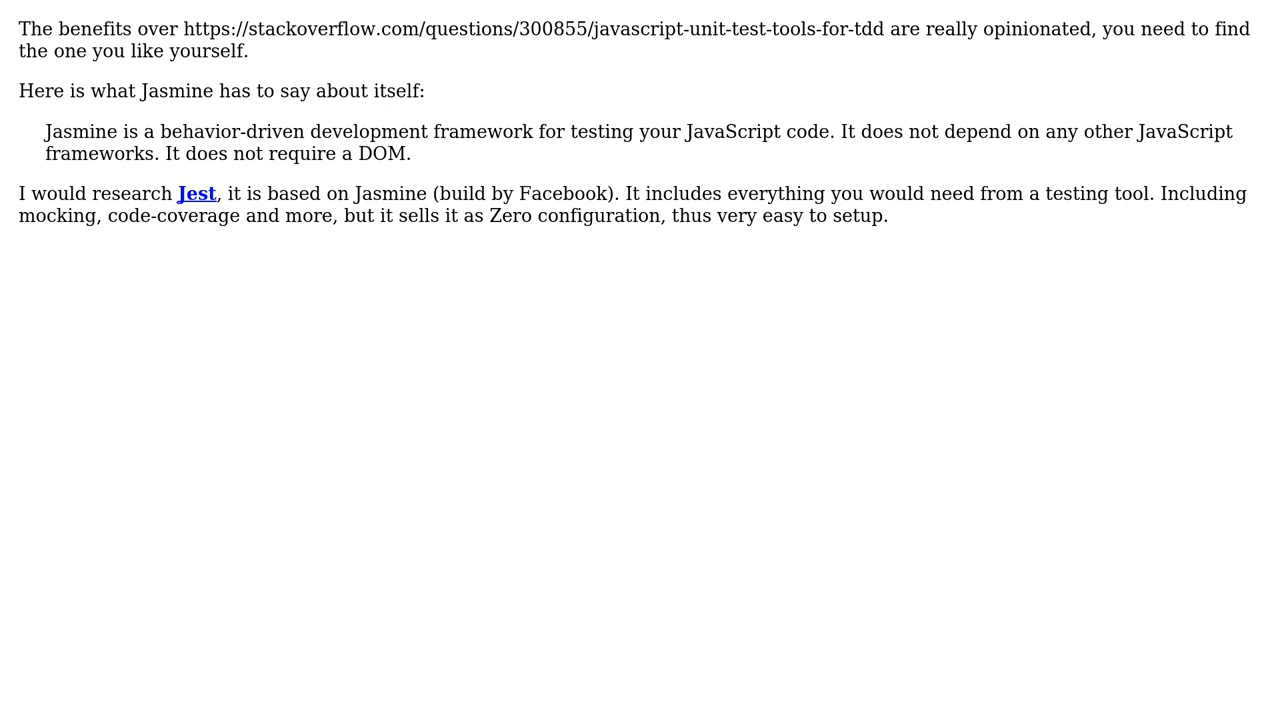 The benefits over https://stackoverflow.com/questions/300855/javascript-unit-test-tools-for-tdd are really opinionated, you need to find
the one you like yourself.
Here is what Jasmine has to say about itself:
Jasmine is a behavior-driven development framework for testing your JavaScript code. It does not depend on any other JavaScript
frameworks. It does not require a DOM.
I would research Jest, it is based on Jasmine (build by Facebook). It includes everything you would need from a testing tool. Including
mocking, code-coverage and more, but it sells it as Zero configuration, thus very easy to setup.